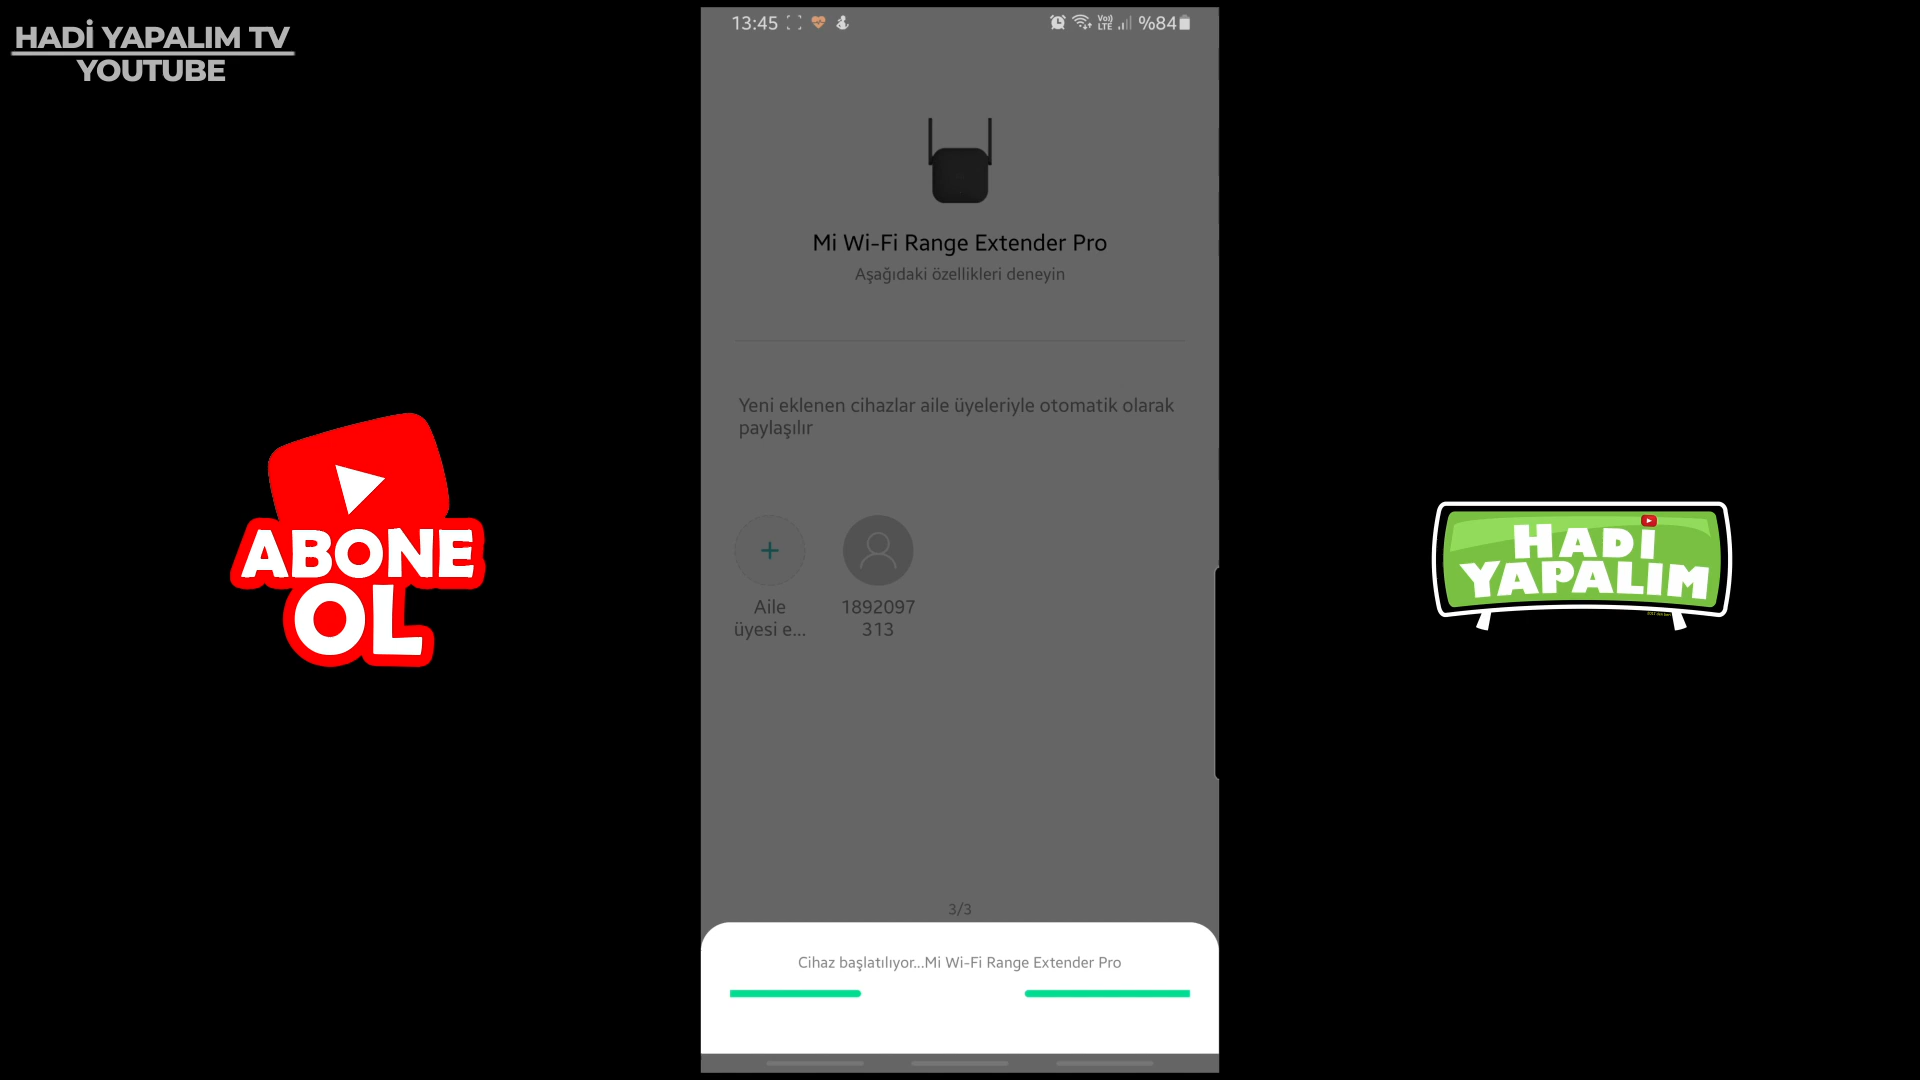 HADİ YAPALIM TV
YOUTUBE
13:45
Vo))
LTE
%84
Mi Wi-Fi Range Extender Pro
Aşağıdaki özellikleri deneyin
Yeni eklenen cihazlar aile üyeleriyle otomatik olarak
paylaşılır
Aile
üyesi e...
1892097
313
3/3
Cihaz başlatılıyor...Mi Wi-Fi Range Extender Pro
ABONE
OL
HADİ
YAPALIM